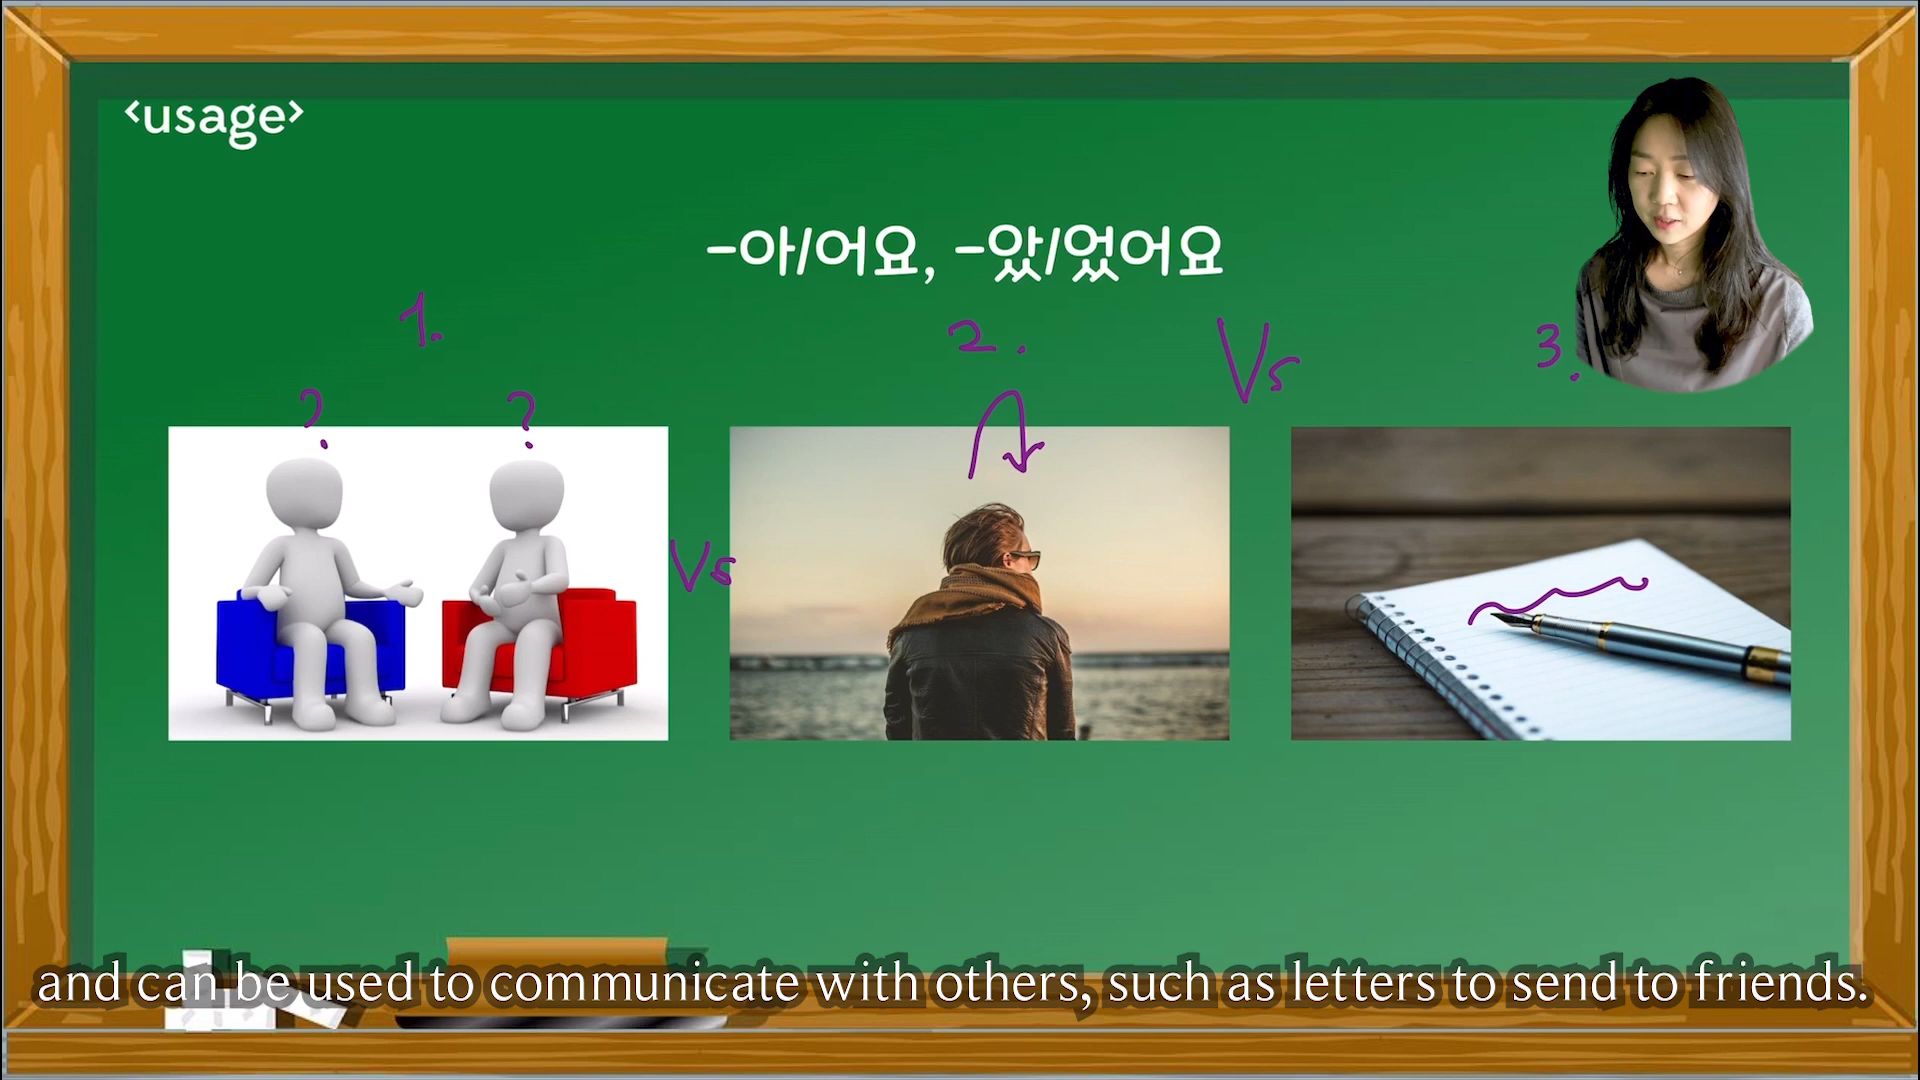 <usage>
-아/어요, -았/었어요
1.
2.
Vs
3.
?
?
Vs
and can be used to communicate with others, such as letters to send to friends.